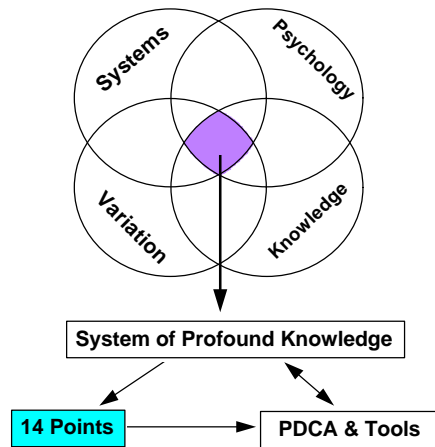 Systems
Psychology
Variation
Knowledge
System of Profound Knowledge
14 Points
PDCA & Tools